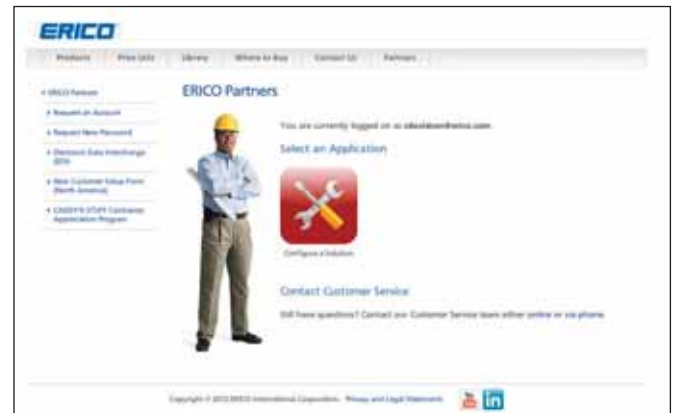 ERICO
Products
Price Lists
Library
Where to Buy
Contact Us
Partners
ERICO Partners
Request an Account
Request New Password
Electronic Data Interchange
(EDI)
New Customer Setup Form
(North America)
CADDY® STUFF Contractor
Appreciation Program
ERICO Partners
You are currently logged on as
Select an Application
Configure a Solution
Contact Customer Service
Still have questions? Contact our Customer Service team either online or via phone.
Copyright © ERICO International Corporation. Privacy and Legal Statements
You
in